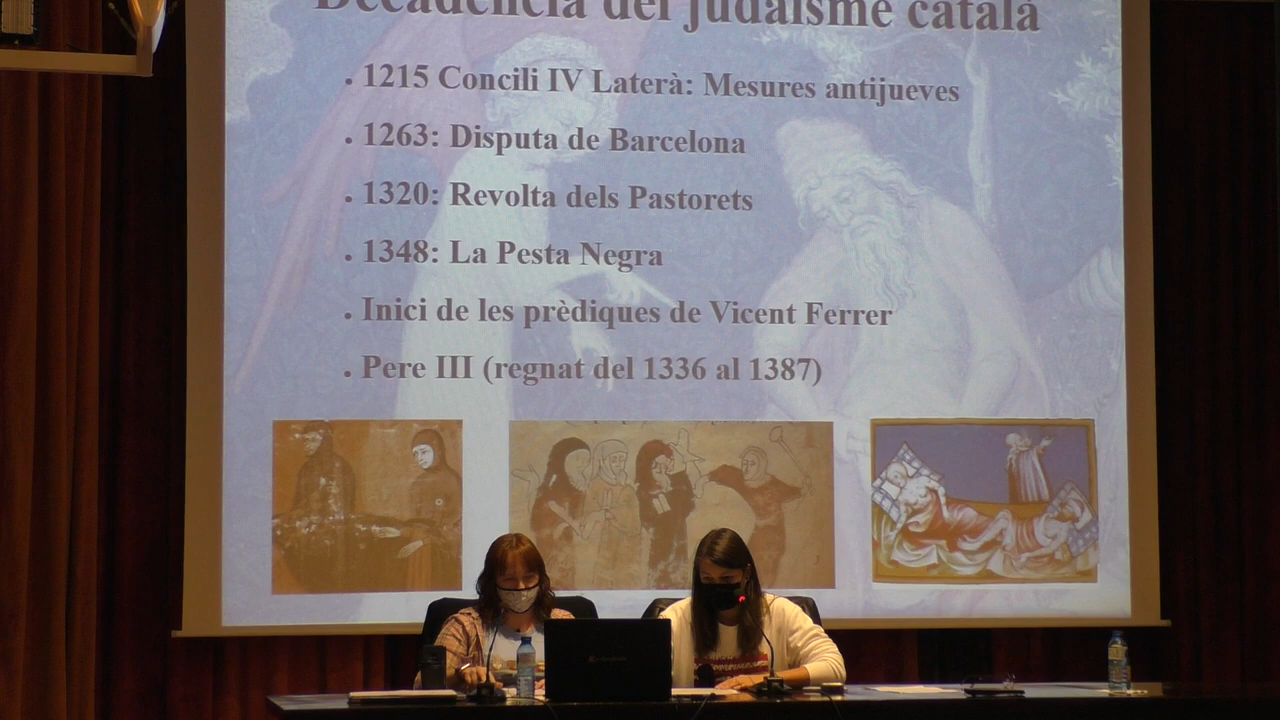 Decadència del judaisme català
. 1215 Concili IV Laterà: Mesures antijueves
. 1263: Disputa de Barcelona
. 1320: Revolta dels Pastorets
. 1348: La Pesta Negra
. Inici de les prèdiques de Vicent Ferrer
. Pere III (regnat del 1336 al 1387)